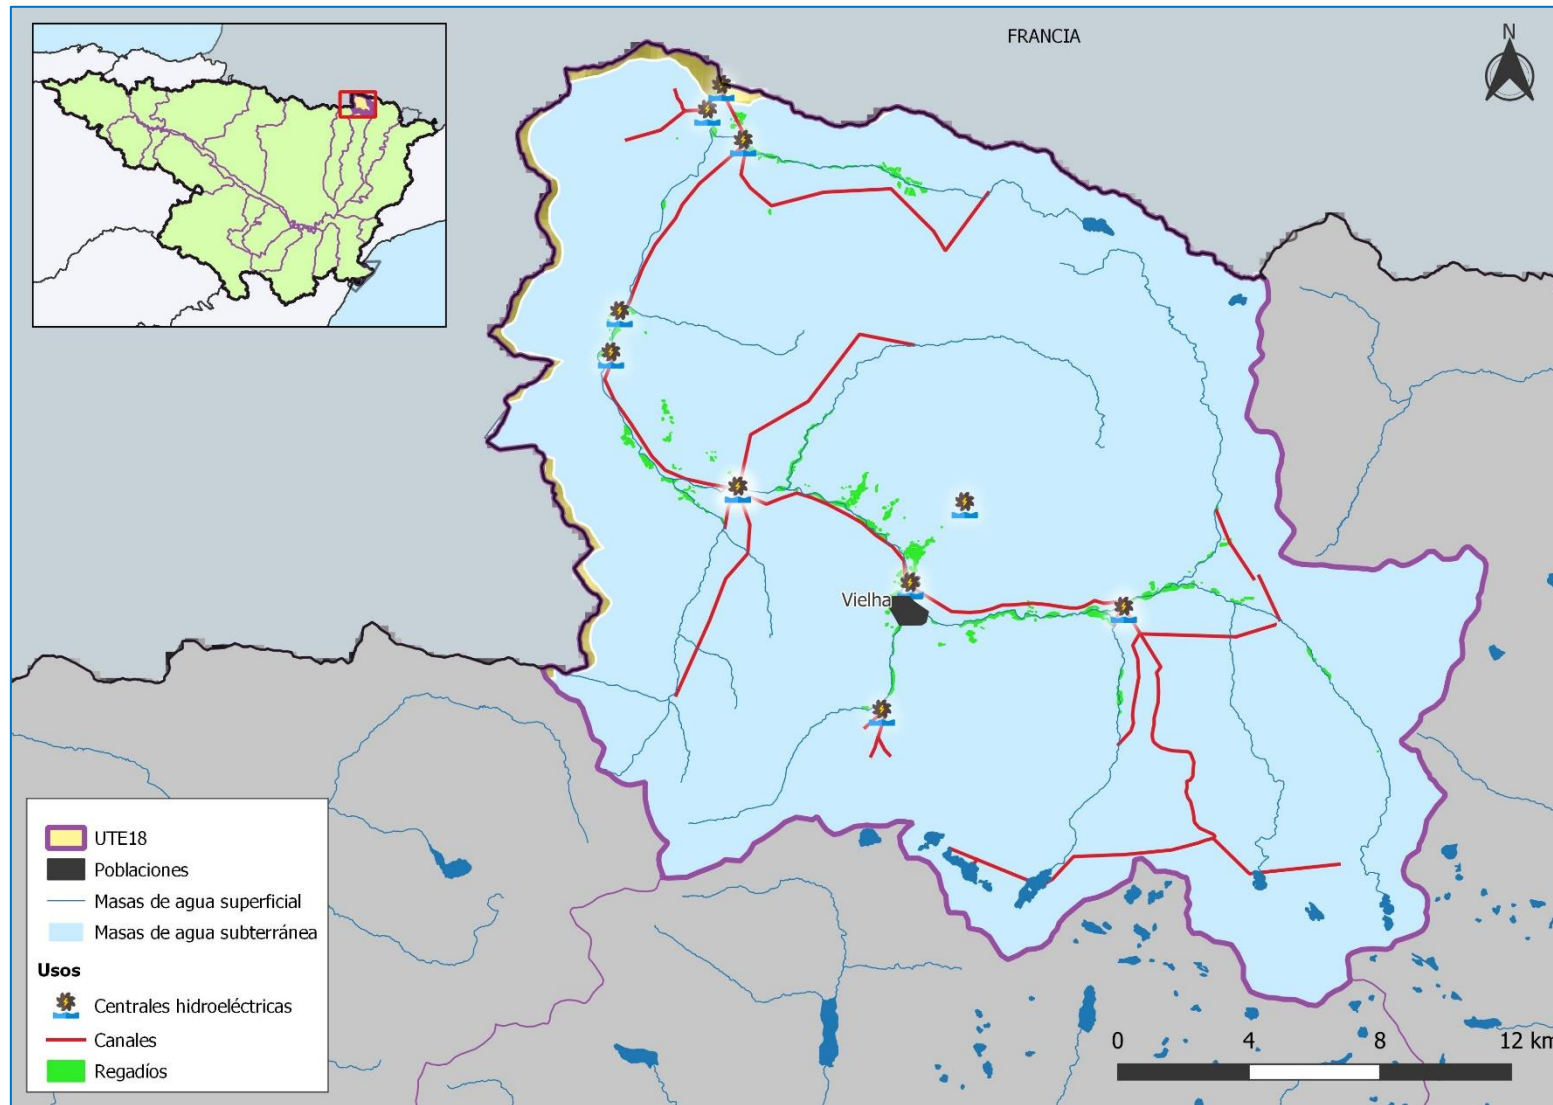 FRANCIA
N
Vielha
UTE18
Poblaciones
Masas de agua superficial
Masas de agua subterránea
Usos
Centrales hidroeléctricas
Canales
Regadíos
0 4 8 12 km